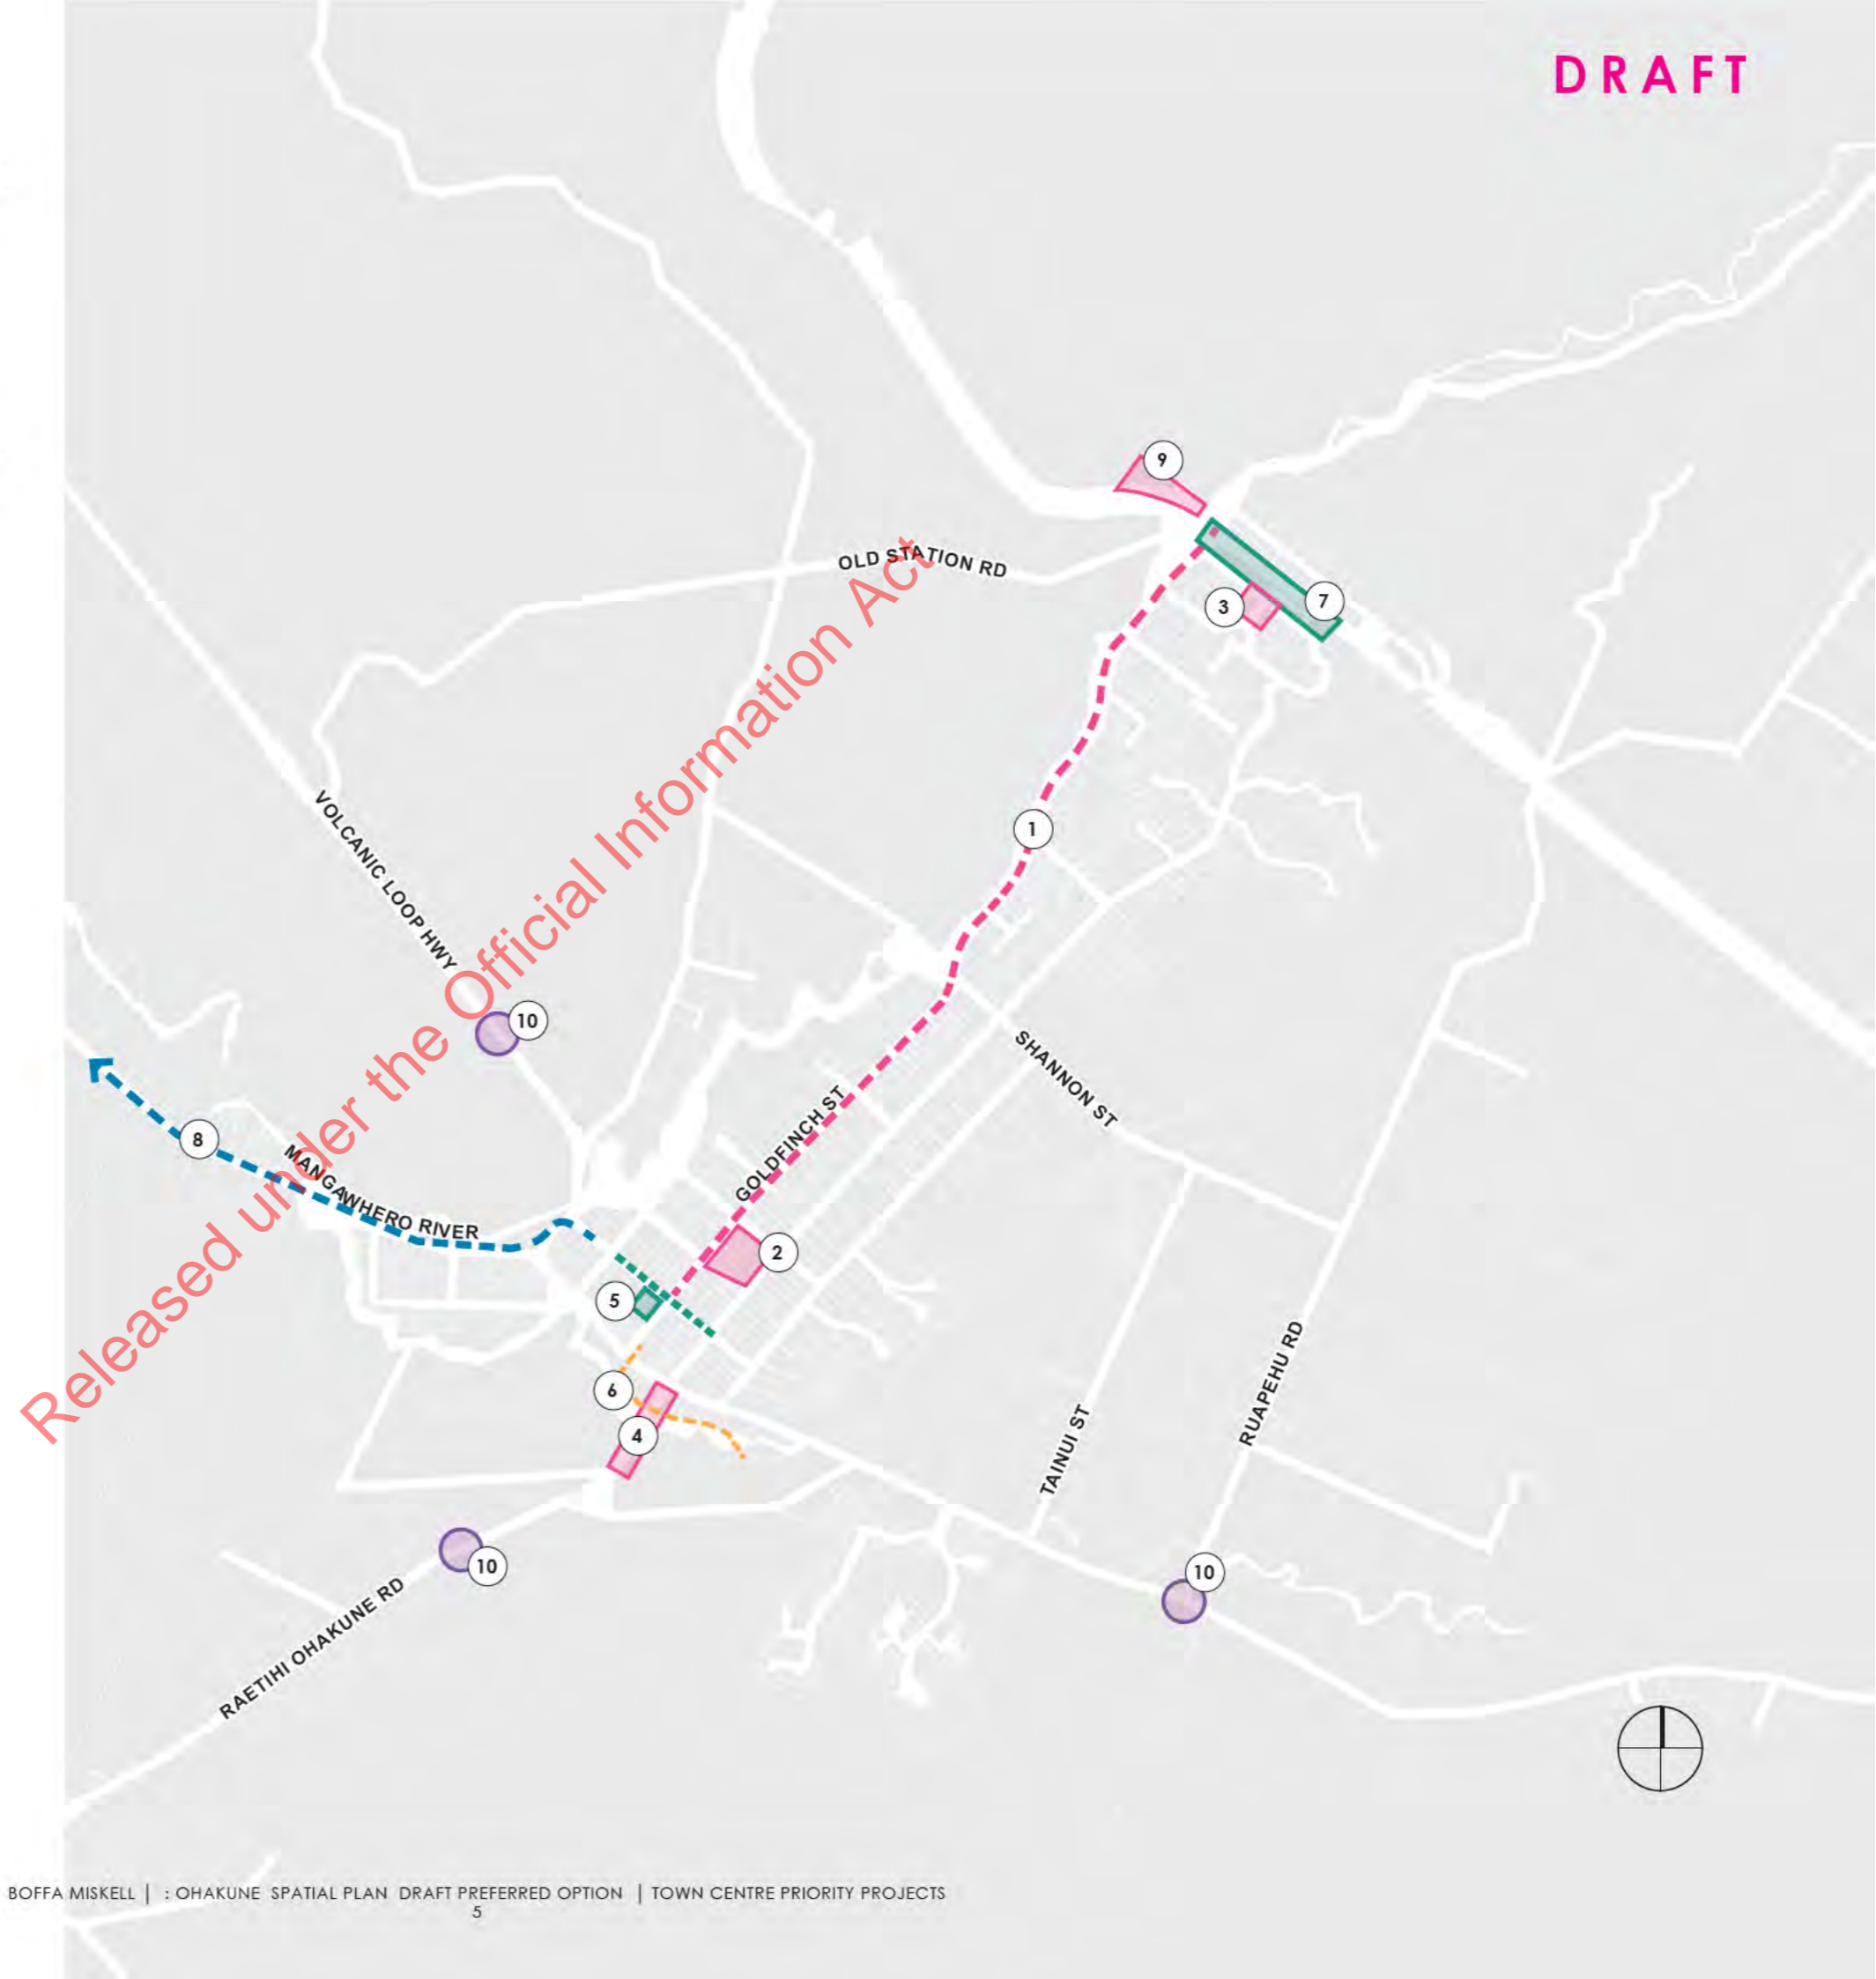 DRAFT
9
OLD STATION RD
7
3
VOLCANIC LOOP HWY
1
10
SHANNON ST
8
MANGAWHERO RIVER
GOLDFINCH ST
2
5
6
4
TAINUI ST
RUAPEHU RD
10
10
RAETIHI OHAKUNE RD
Released under the Official Information Act
BOFFA MISKELL | : OHAKUNE SPATIAL PLAN DRAFT PREFERRED OPTION | TOWN CENTRE PRIORITY PROJECTS
5